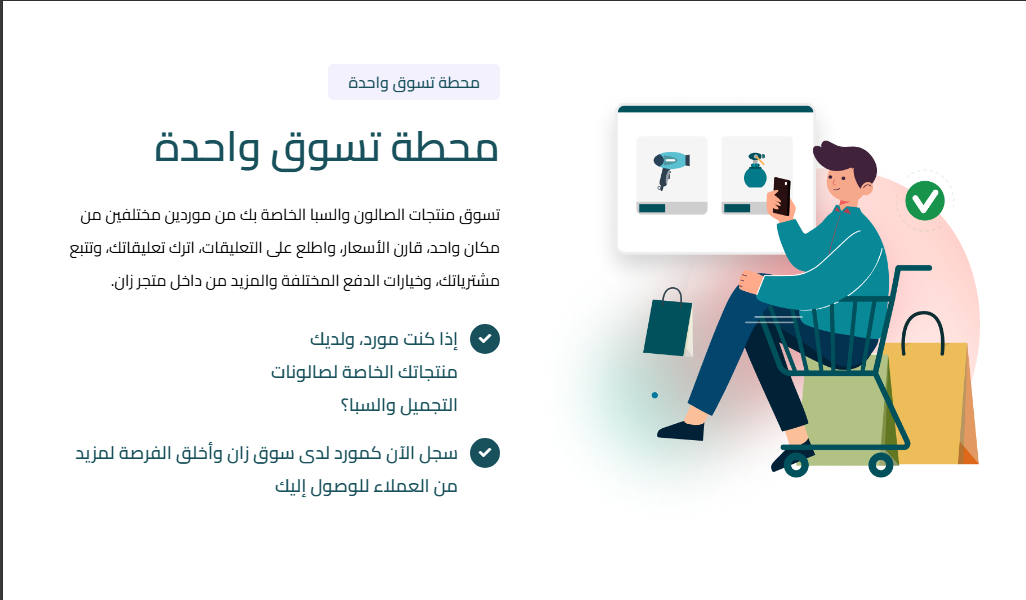 محطة تسوق واحدة
محطة تسوق واحدة
تسوق منتجات الصالون والسبا الخاصة بك من موردين مختلفين من
مكان واحد، قارن الأسعار، واطلع على التعليقات، اترك تعليقاتك، وتتبع
مشترياتك، وخيارات الدفع المختلفة والمزيد من داخل متجر زان.
إذا كنت مورد، ولديك
منتجاتك الخاصة لصالونات
التجميل والسبا؟
سجل الآن كمورد لدى سوق زان وأخلق الفرصة لمزيد
من العملاء للوصول إليك